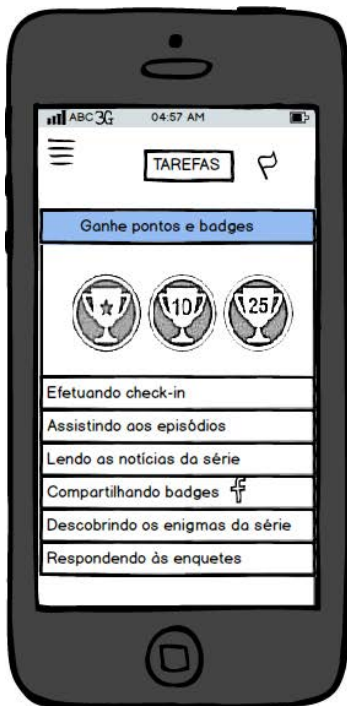 ABC 3G 04:57 AM
TAREFAS
Ganhe pontos e badges
10 25
Efetuando check-in
Assistindo aos episódios
Lendo as notícias da série
Compartilhando badges f
Descobrindo os enigmas da série
Respondendo às enquetes